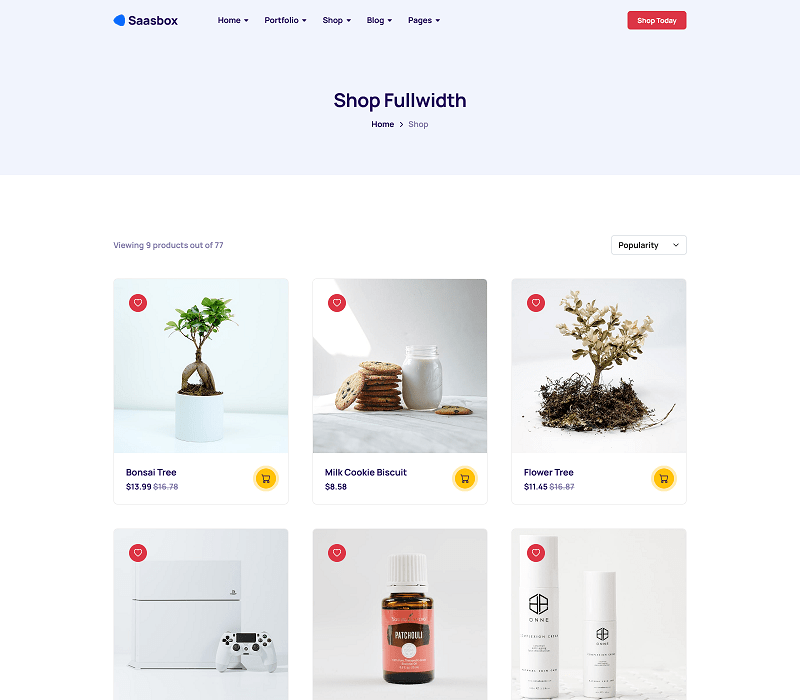 Saasbox
Home Portfolio Shop Blog Pages
Shop Today
Shop Fullwidth
Home > Shop
Viewing 9 products out of 77
Popularity
Bonsai Tree
$13.99 $16.78
Milk Cookie Biscuit
$8.58
Flower Tree
$11.45 $16.87
PATCHOULI
ONNE